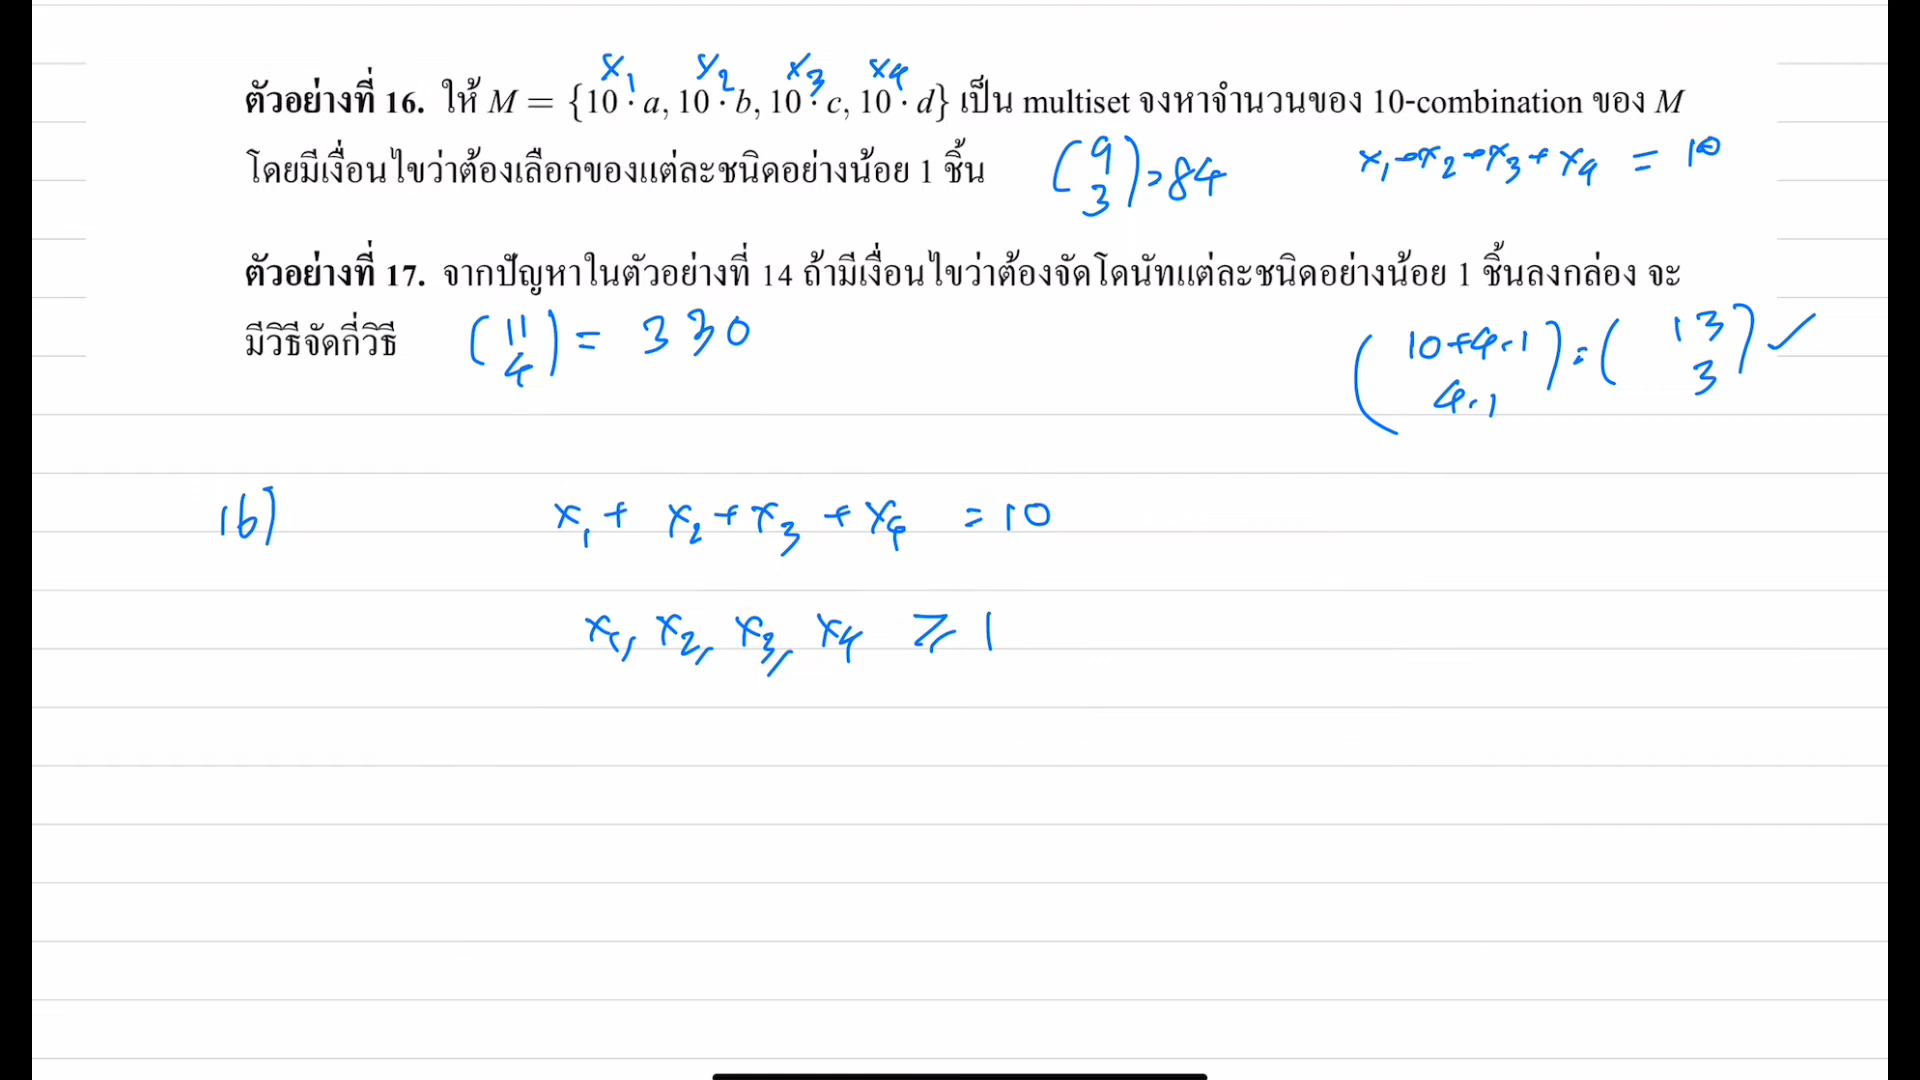 x₁ x₂ x₃ x₄
ตัวอย่างที่ 16. ให้ M = {10 · a, 10 · b, 10 · c, 10 · d} เป็น multiset จงหาจำนวนของ 10-combination ของ M
โดยมีเงื่อนไขว่าต้องเลือกของแต่ละชนิดอย่างน้อย 1 ชิ้น (9 3) = 84 x₁ + x₂ + x₃ + x₄ = 10
ตัวอย่างที่ 17. จากปัญหาในตัวอย่างที่ 14 ถ้ามีเงื่อนไขว่าต้องจัดโดนัทแต่ละชนิดอย่างน้อย 1 ชิ้นลงกล่อง จะ
มีวิธีจัดกี่วิธี (11 4) = 330 (10+4-1 4-1) = (13 3) ✓
16) x₁ + x₂ + x₃ + x₄ = 10
x₁, x₂, x₃, x₄ ≥ 1